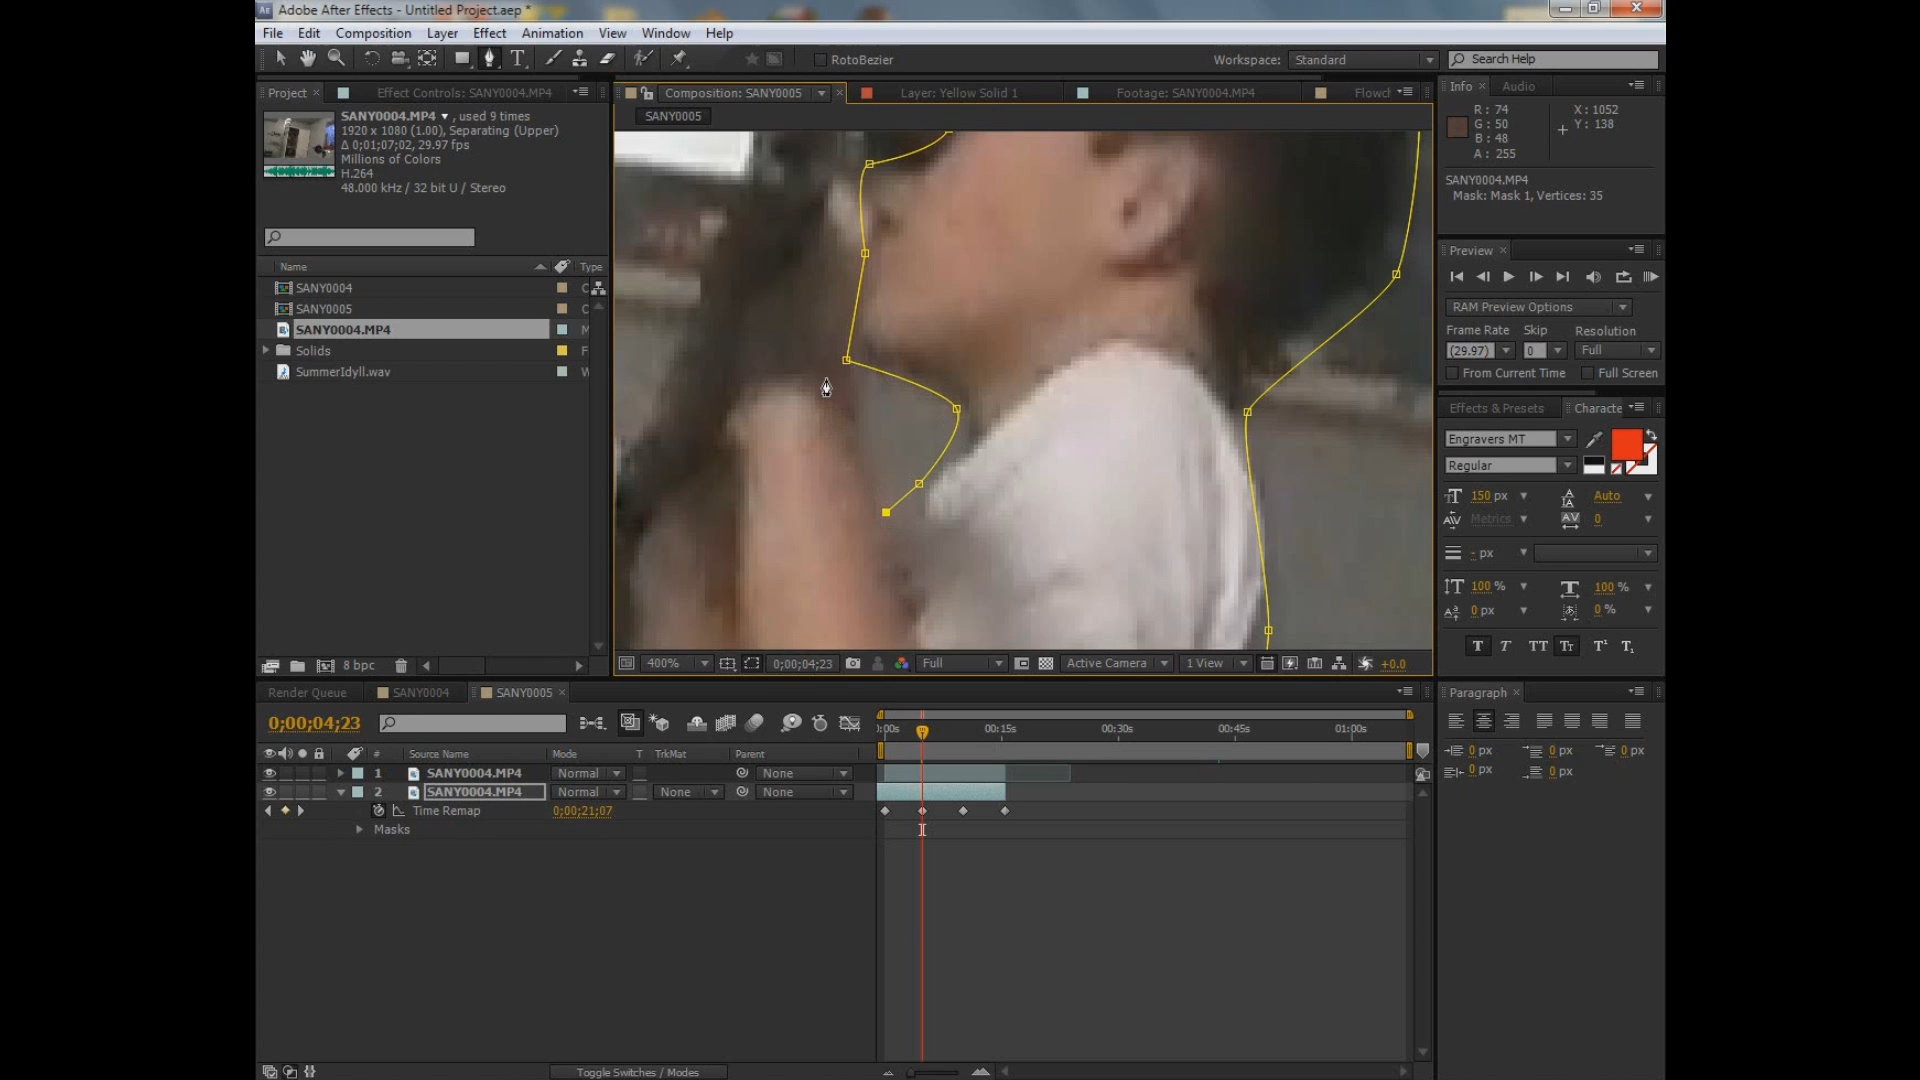 Adobe After Effects - Untitled Project.aep *
File Edit Composition Layer Effect Animation View Window Help
RotoBezier
Workspace: Standard
Search Help
Project × Effect Controls: SANY0004.MP4
SANY0004.MP4 ▼ , used 9 times
1920 x 1080 (1.00), Separating (Upper)
Δ 0;01;07;02, 29.97 fps
Millions of Colors
H.264
48.000 kHz / 32 bit U / Stereo
Name Type
SANY0004 C
SANY0005 C
SANY0004.MP4 M
Solids F
SummerIdyll.wav W
8 bpc
Composition: SANY0005 × Layer: Yellow Solid 1 Footage: SANY0004.MP4 Flowcl
SANY0005
400% 0;00;04;23 Full Active Camera 1 View +0.0
Info × Audio
R : 74
G : 50
B : 48
A : 255
X : 1052
Y : 138
SANY0004.MP4
Mask: Mask 1, Vertices: 35
Preview ×
RAM Preview Options
Frame Rate Skip Resolution
(29.97) 0 Full
From Current Time Full Screen
Effects & Presets Characte
Engravers MT
Regular
150 px Auto
Metrics 0
- px
100 % 100 %
0 px 0 %
T T TT Tт T¹ T₁
Render Queue SANY0004 SANY0005 ×
0;00;04;23
):00s 00:15s 00:30s 00:45s 01:00s
# Source Name Mode T TrkMat Parent
1 SANY0004.MP4 Normal None
2 SANY0004.MP4 Normal None None
Time Remap 0;00;21;07
Masks
Toggle Switches / Modes
Paragraph ×
0 px 0 px 0 px
0 px 0 px